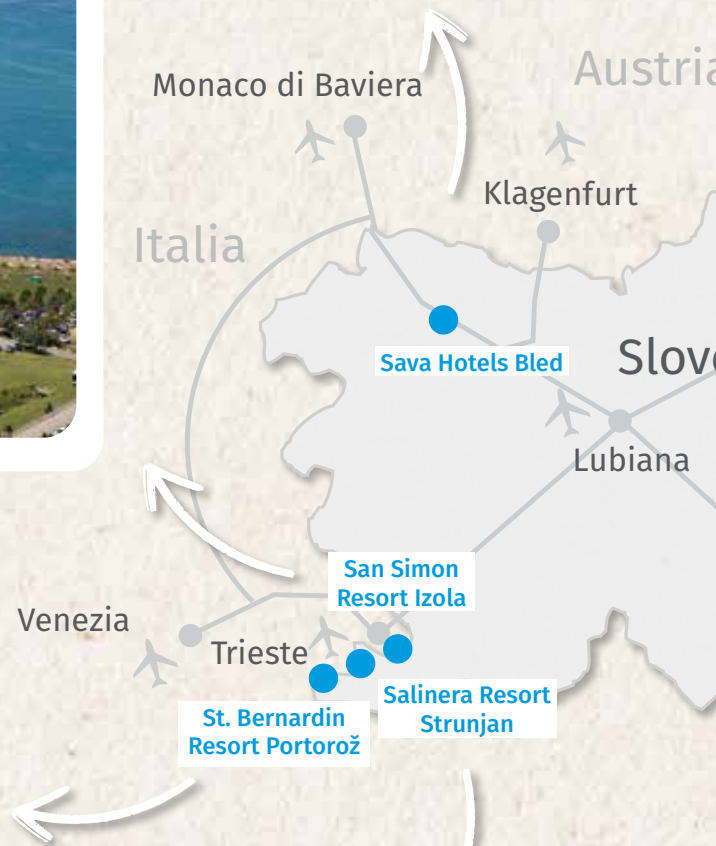 Monaco di Baviera
Austria
Klagenfurt
Italia
Sava Hotels Bled
Lubiana
San Simon
Resort Izola
Venezia
Trieste
Salinera Resort
Strunjan
St. Bernardin
Resort Portorož